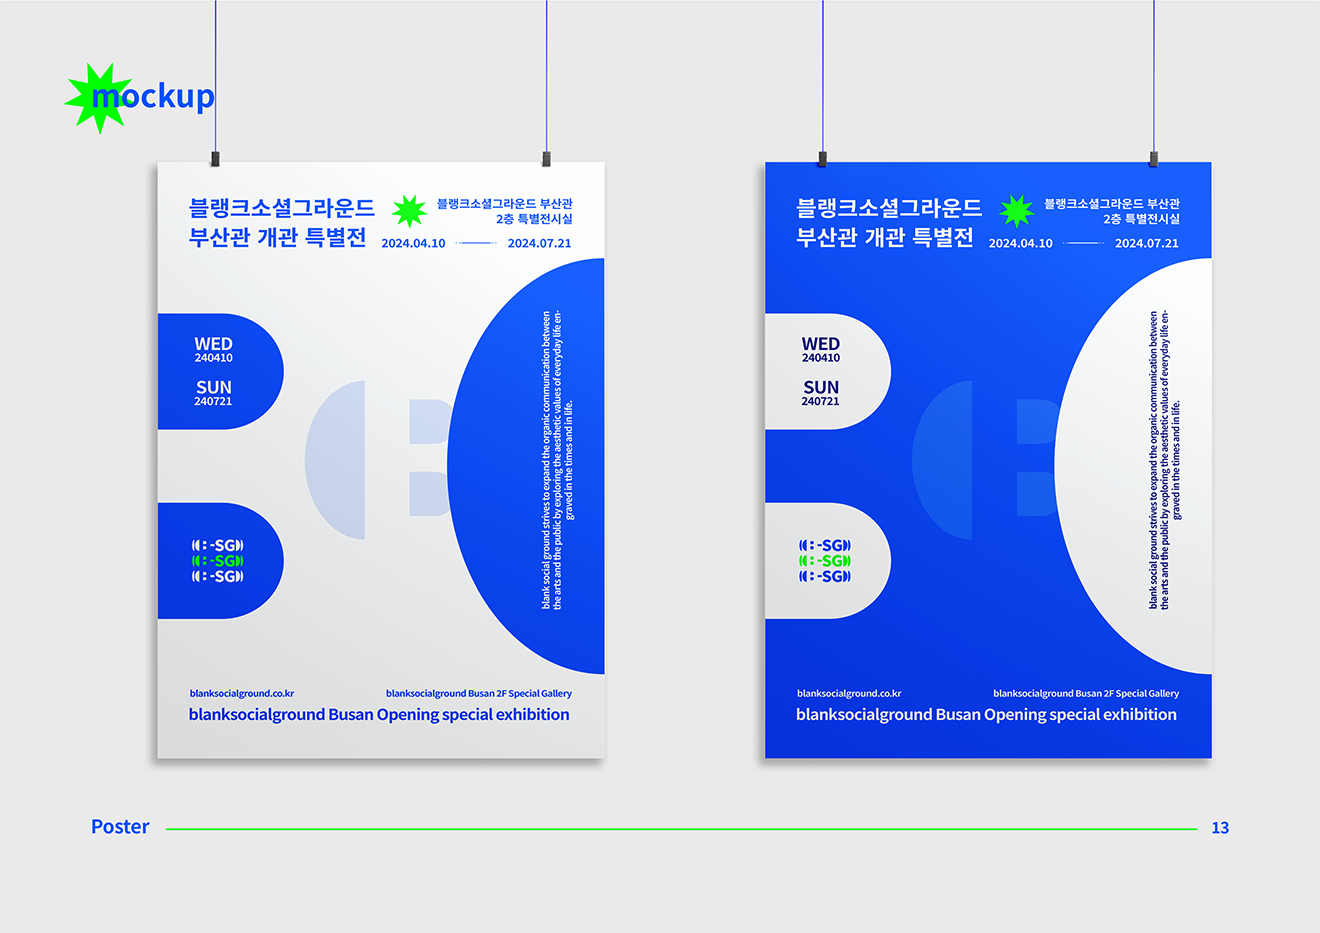 mockup
블랭크소셜그라운드
부산관 개관 특별전
블랭크소셜그라운드 부산관
2층 특별전시실
2024.04.10
2024.07.21
WED
240410
SUN
240721
blank social ground strives to expand the organic communication between
the arts and the public by exploring the aesthetic values of everyday life en-
graved in the times and in life.
:-SG
:-SG
:-SG
blanksocialground.co.kr
blanksocialground Busan 2F Special Gallery
blanksocialground Busan Opening special exhibition
블랭크소셜그라운드
부산관 개관 특별전
블랭크소셜그라운드 부산관
2층 특별전시실
2024.04.10
2024.07.21
WED
240410
SUN
240721
blank social ground strives to expand the organic communication between
the arts and the public by exploring the aesthetic values of everyday life en-
graved in the times and in life.
:-SG
:-SG
:-SG
blanksocialground.co.kr
blanksocialground Busan 2F Special Gallery
blanksocialground Busan Opening special exhibition
Poster
13